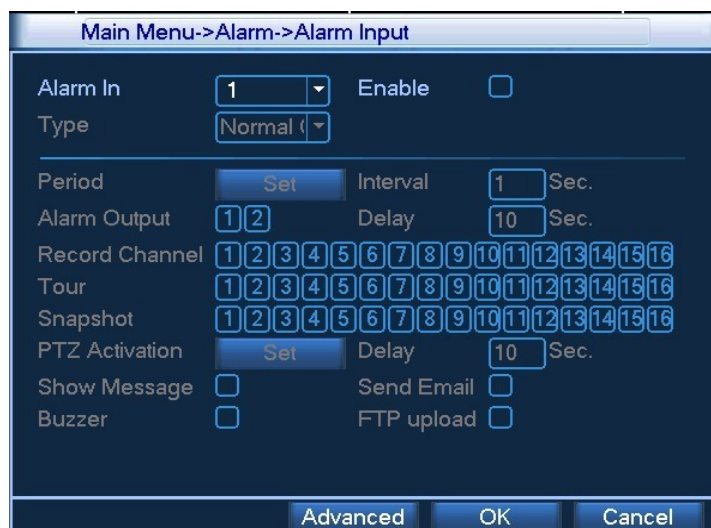 Main Menu->Alarm->Alarm Input
Alarm In 1 Enable
Type Normal
Period Set Interval 1 Sec.
Alarm Output 1 2 Delay 10 Sec.
Record Channel 1 2 3 4 5 6 7 8 9 10 11 12 13 14 15 16
Tour 1 2 3 4 5 6 7 8 9 10 11 12 13 14 15 16
Snapshot 1 2 3 4 5 6 7 8 9 10 11 12 13 14 15 16
PTZ Activation Set Delay 10 Sec.
Show Message Send Email
Buzzer FTP upload
Advanced OK Cancel